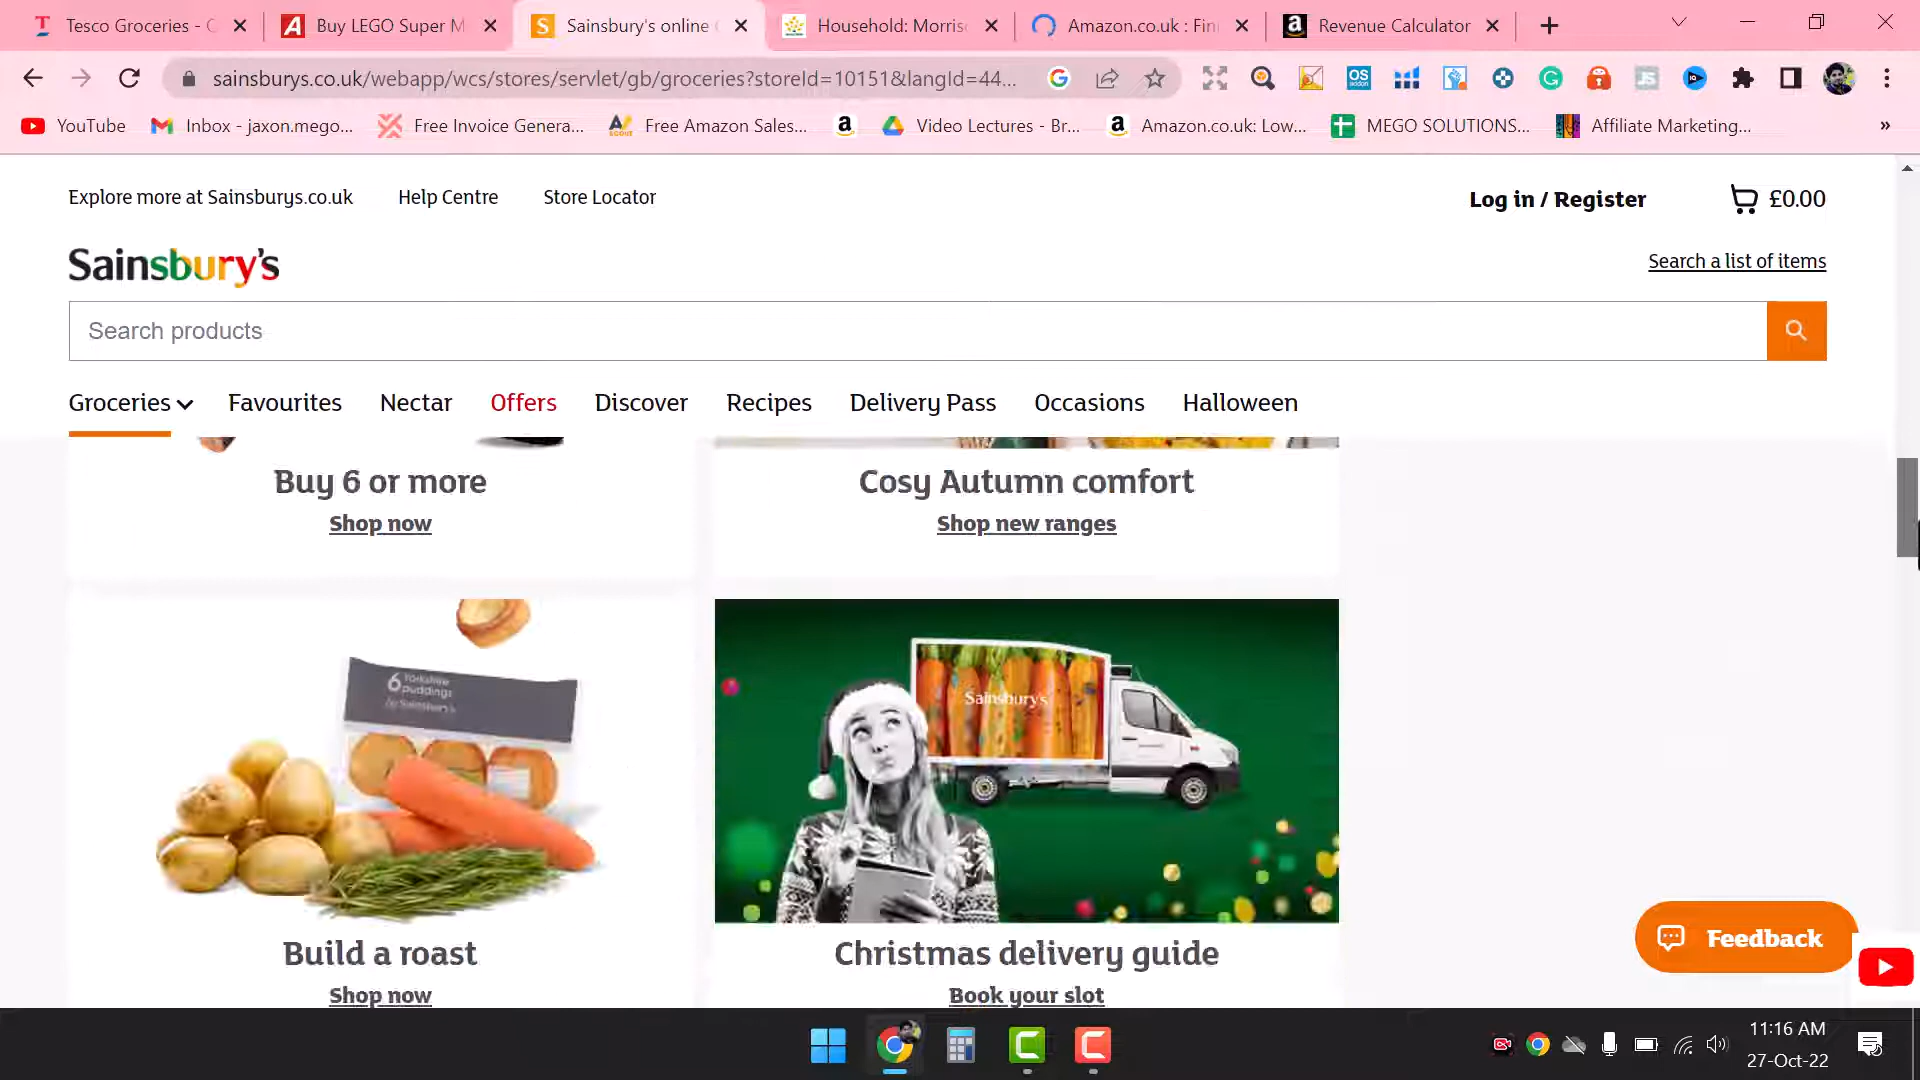 Tesco Groceries - 
Buy LEGO Super M
Sainsbury's online
Household: Morris
Amazon.co.uk : Fin
Revenue Calculator
sainsburys.co.uk/webapp/wcs/stores/servlet/gb/groceries?storeId=10151&langId=44...
YouTube
Inbox - jaxon.mego...
Free Invoice Genera...
Free Amazon Sales...
Video Lectures - Br...
Amazon.co.uk: Low...
MEGO SOLUTIONS...
Affiliate Marketing...
»
Explore more at Sainsburys.co.uk
Help Centre
Store Locator
Log in / Register
£0.00
Sainsbury's
Search a list of items
Search products
Groceries
Favourites
Nectar
Offers
Discover
Recipes
Delivery Pass
Occasions
Halloween
Buy 6 or more
Shop now
Cosy Autumn comfort
Shop new ranges
6 Yorkshire
puddings
by Sainsbury's
Sainsbury's
Build a roast
Shop now
Christmas delivery guide
Book your slot
Feedback
11:16 AM
27-Oct-22